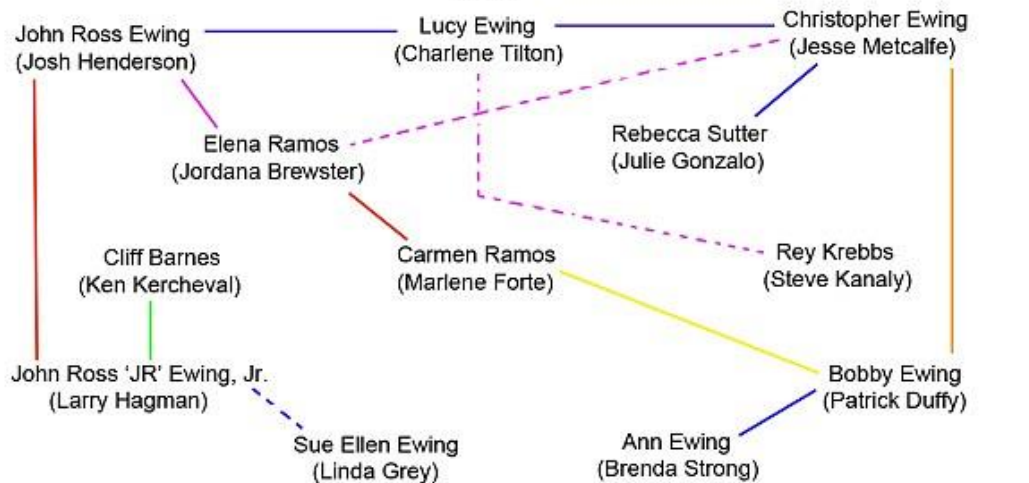 John Ross Ewing
(Josh Henderson)
Lucy Ewing
(Charlene Tilton)
Christopher Ewing
(Jesse Metcalfe)
Elena Ramos
(Jordana Brewster)
Rebecca Sutter
(Julie Gonzalo)
Cliff Barnes
(Ken Kercheval)
Carmen Ramos
(Marlene Forte)
Rey Krebbs
(Steve Kanaly)
John Ross 'JR' Ewing, Jr.
(Larry Hagman)
Bobby Ewing
(Patrick Duffy)
Sue Ellen Ewing
(Linda Grey)
Ann Ewing
(Brenda Strong)